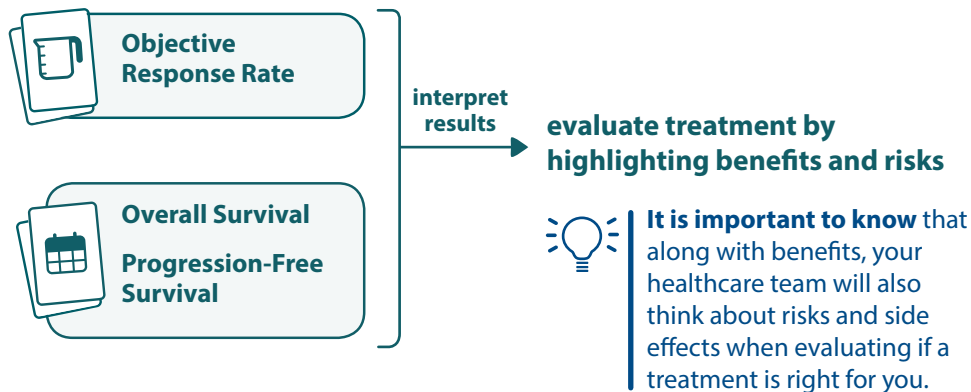 Objective
Response Rate
interpret
results
Overall Survival
Progression-Free
Survival
evaluate treatment by
highlighting benefits and risks
It is important to know that
along with benefits, your
healthcare team will also
think about risks and side
effects when evaluating if a
treatment is right for you.